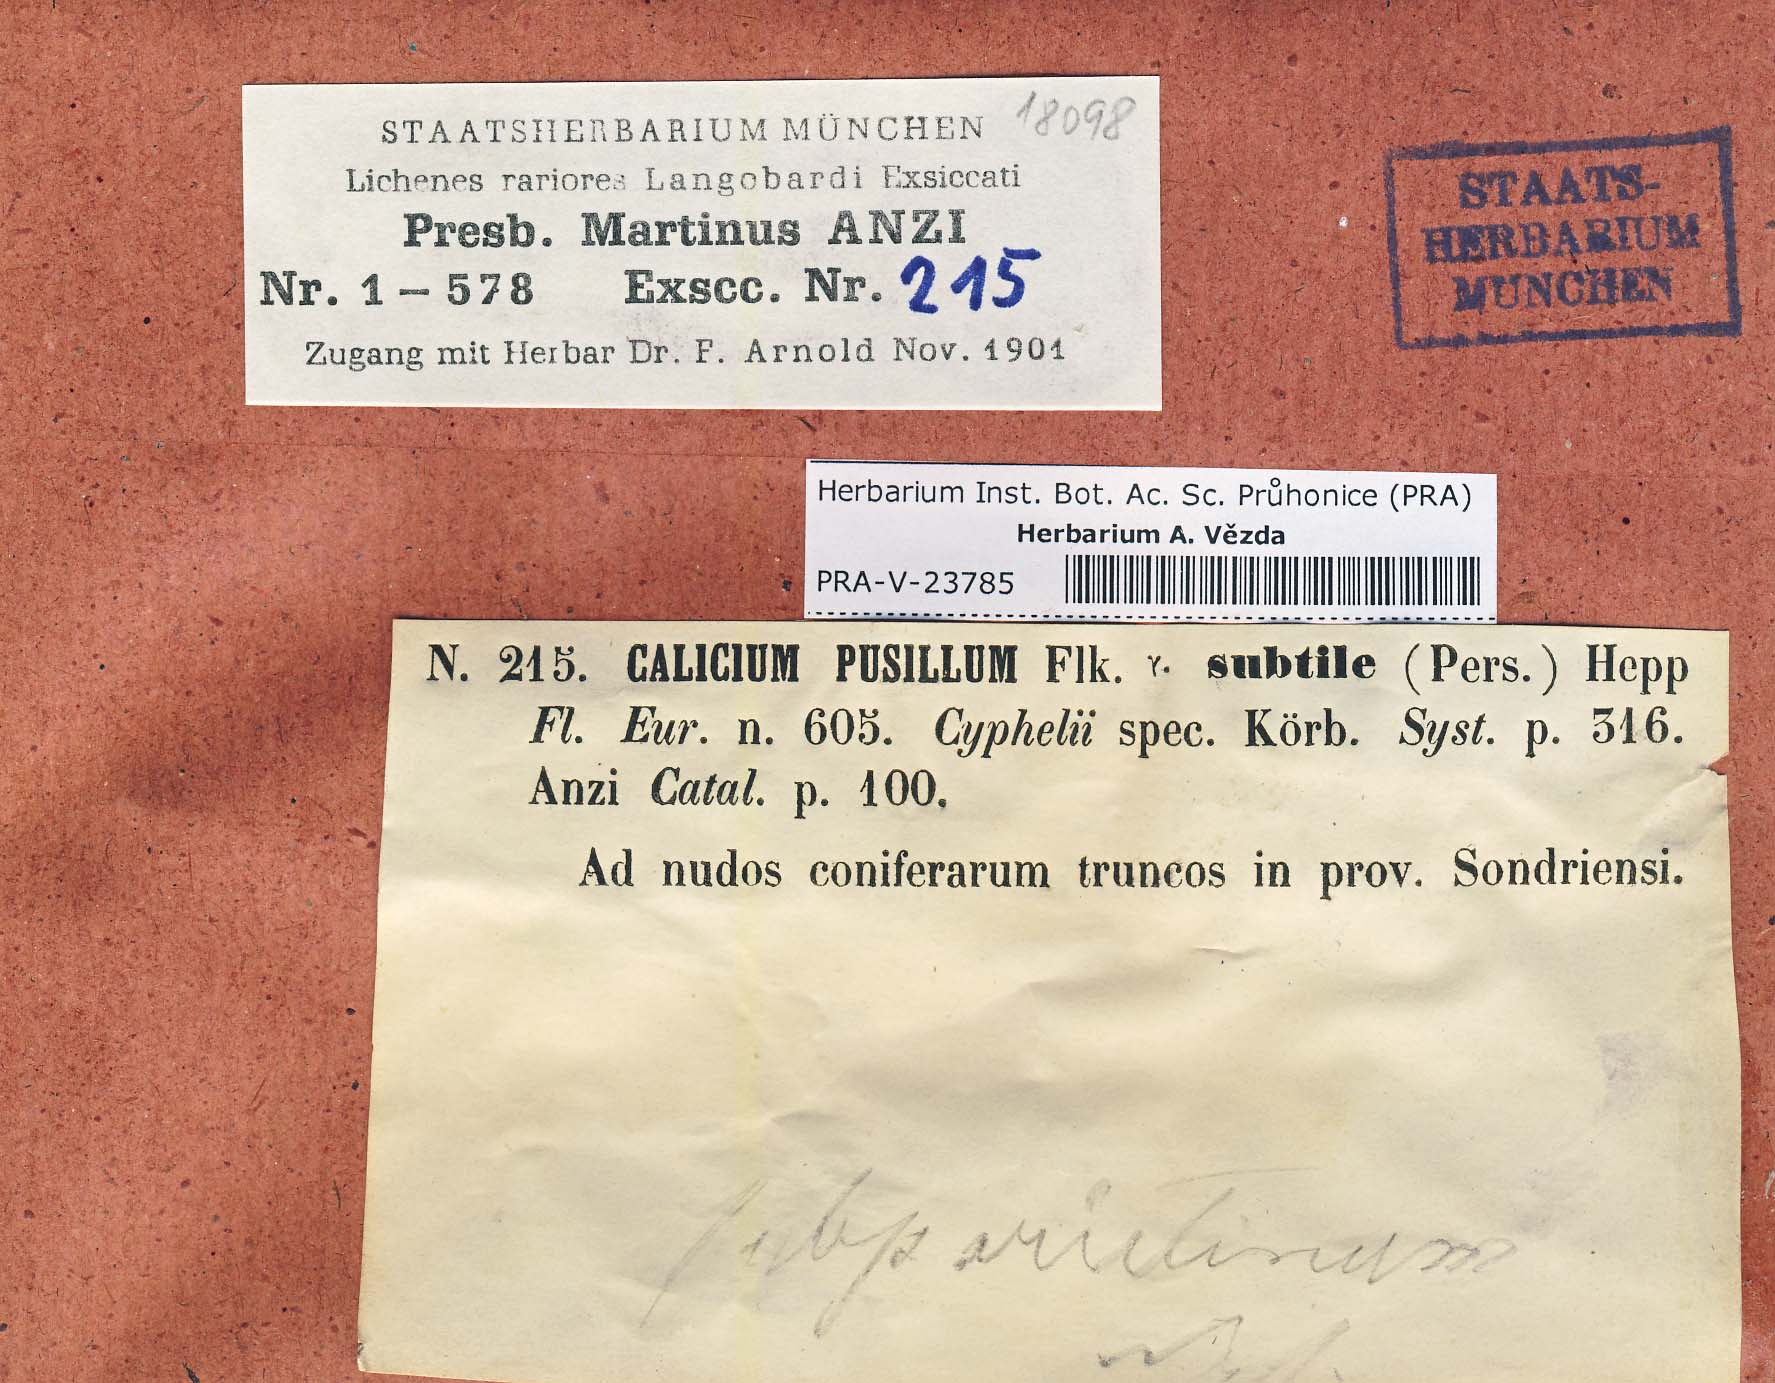 STAATSHERBARIUM MÜNCHEN 18098
Lichenes rariores Langobardi Exsiccati
Presb. Martinus ANZI
Nr. 1 – 578 Exscc. Nr. 215
Zugang mit Herbar Dr. F. Arnold Nov. 1901
STAATS-
HERBARIUM
MÜNCHEN
Herbarium Inst. Bot. Ac. Sc. Průhonice (PRA)
Herbarium A. Vězda
PRA-V-23785
N. 215. CALICIUM PUSILLUM Flk. γ. subtile (Pers.) Hepp
Fl. Eur. n. 605. Cyphelii spec. Körb. Syst. p. 316.
Anzi Catal. p. 100.
Ad nudos coniferarum truncos in prov. Sondriensi.
subparietinum